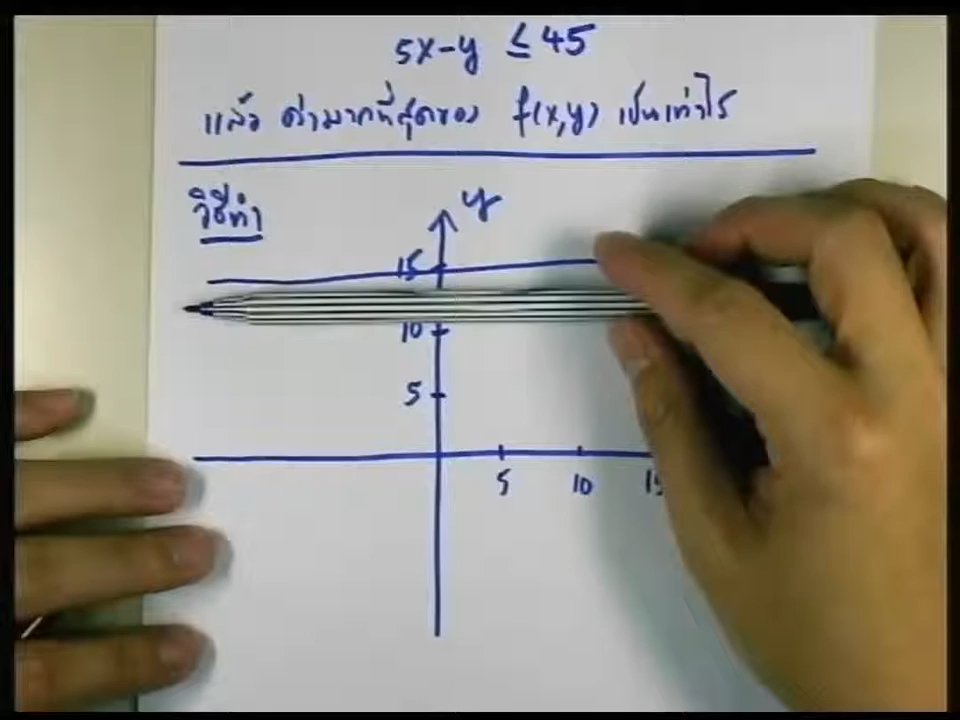 5x-y ≤ 45
แล้ว ค่ามากที่สุดของ f(x,y) เป็นเท่าไร
วิธีทำ
y
15
10
5
5 10 15